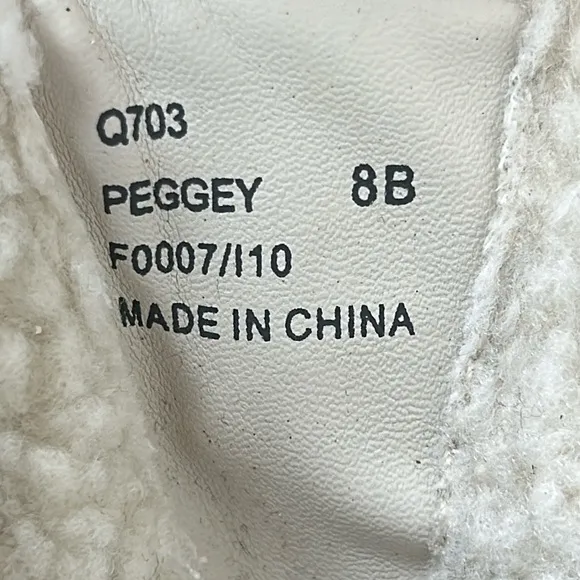 Q703
PEGGEY 8B
F0007/I10
MADE IN CHINA